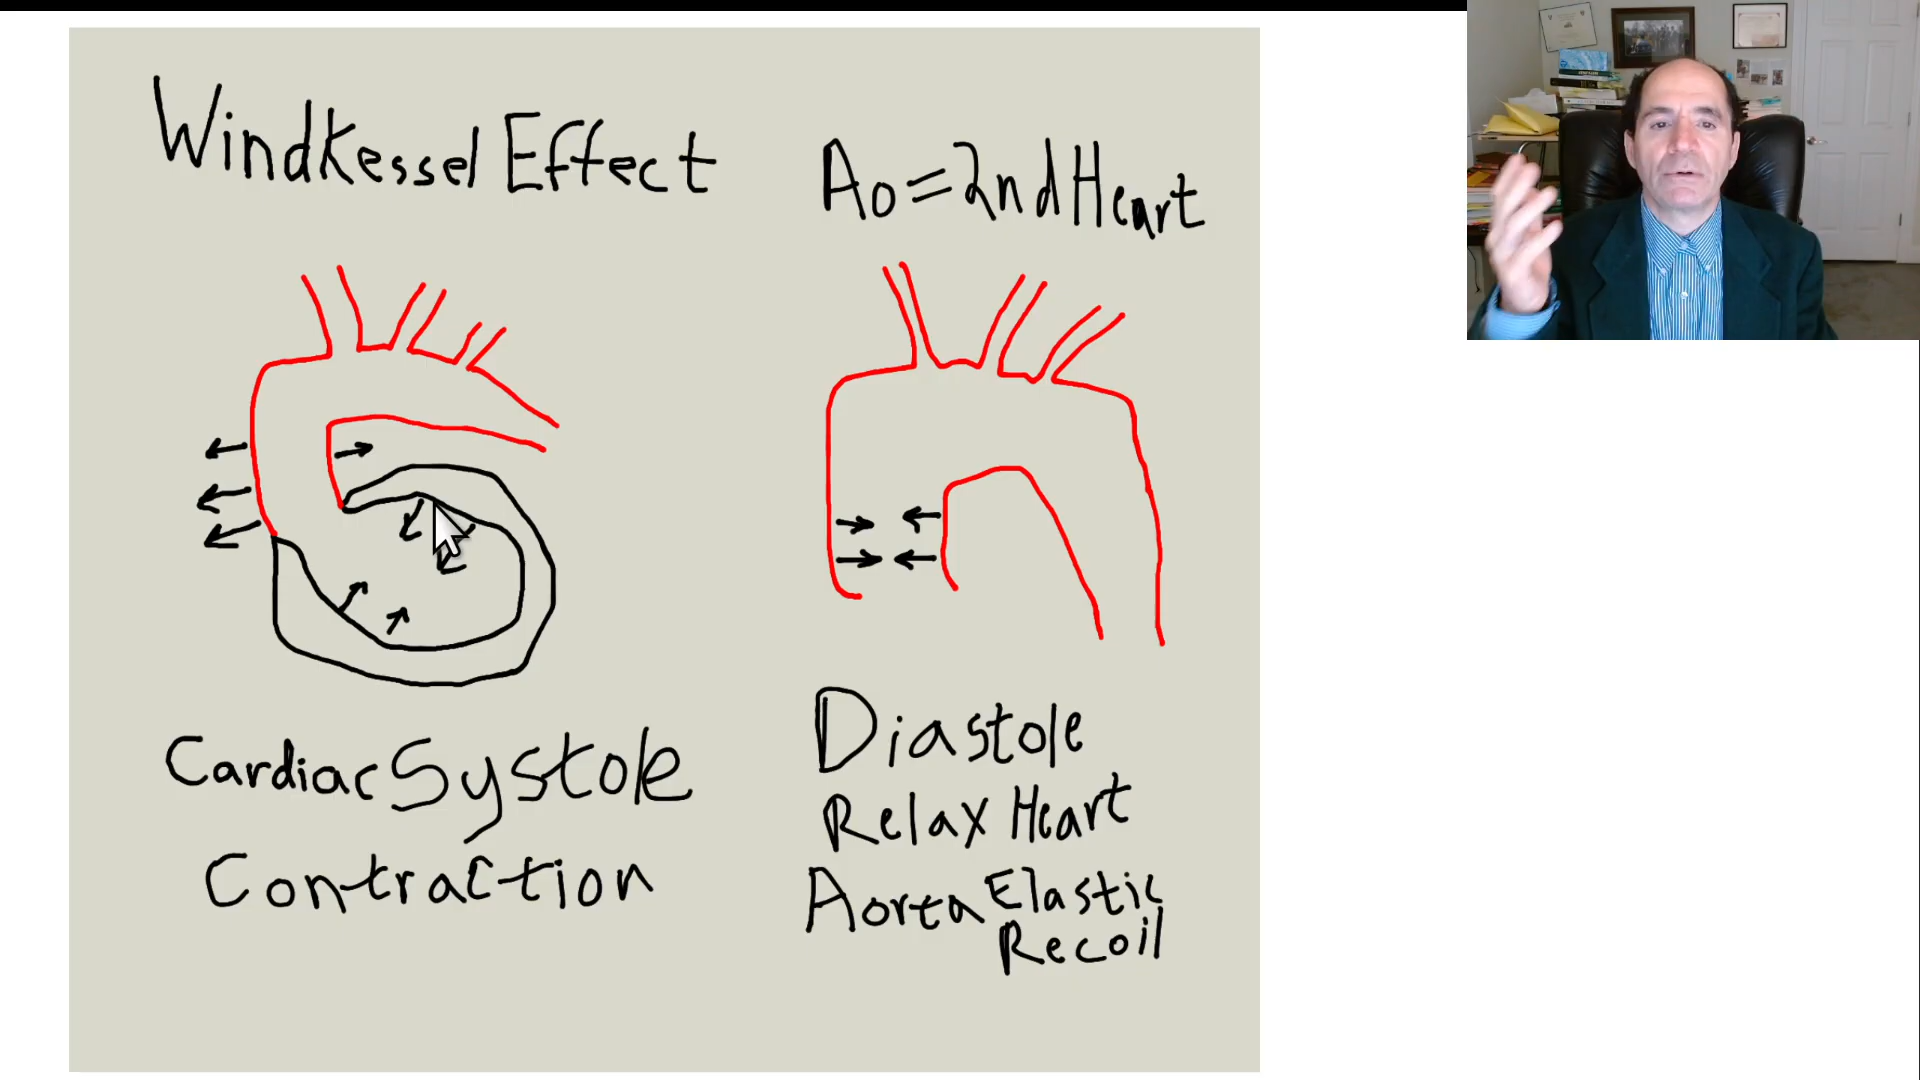 Windkessel Effect
Ao=2nd Heart
Cardiac Systole
Contraction
Diastole
Relax Heart
Aorta Elastic
Recoil